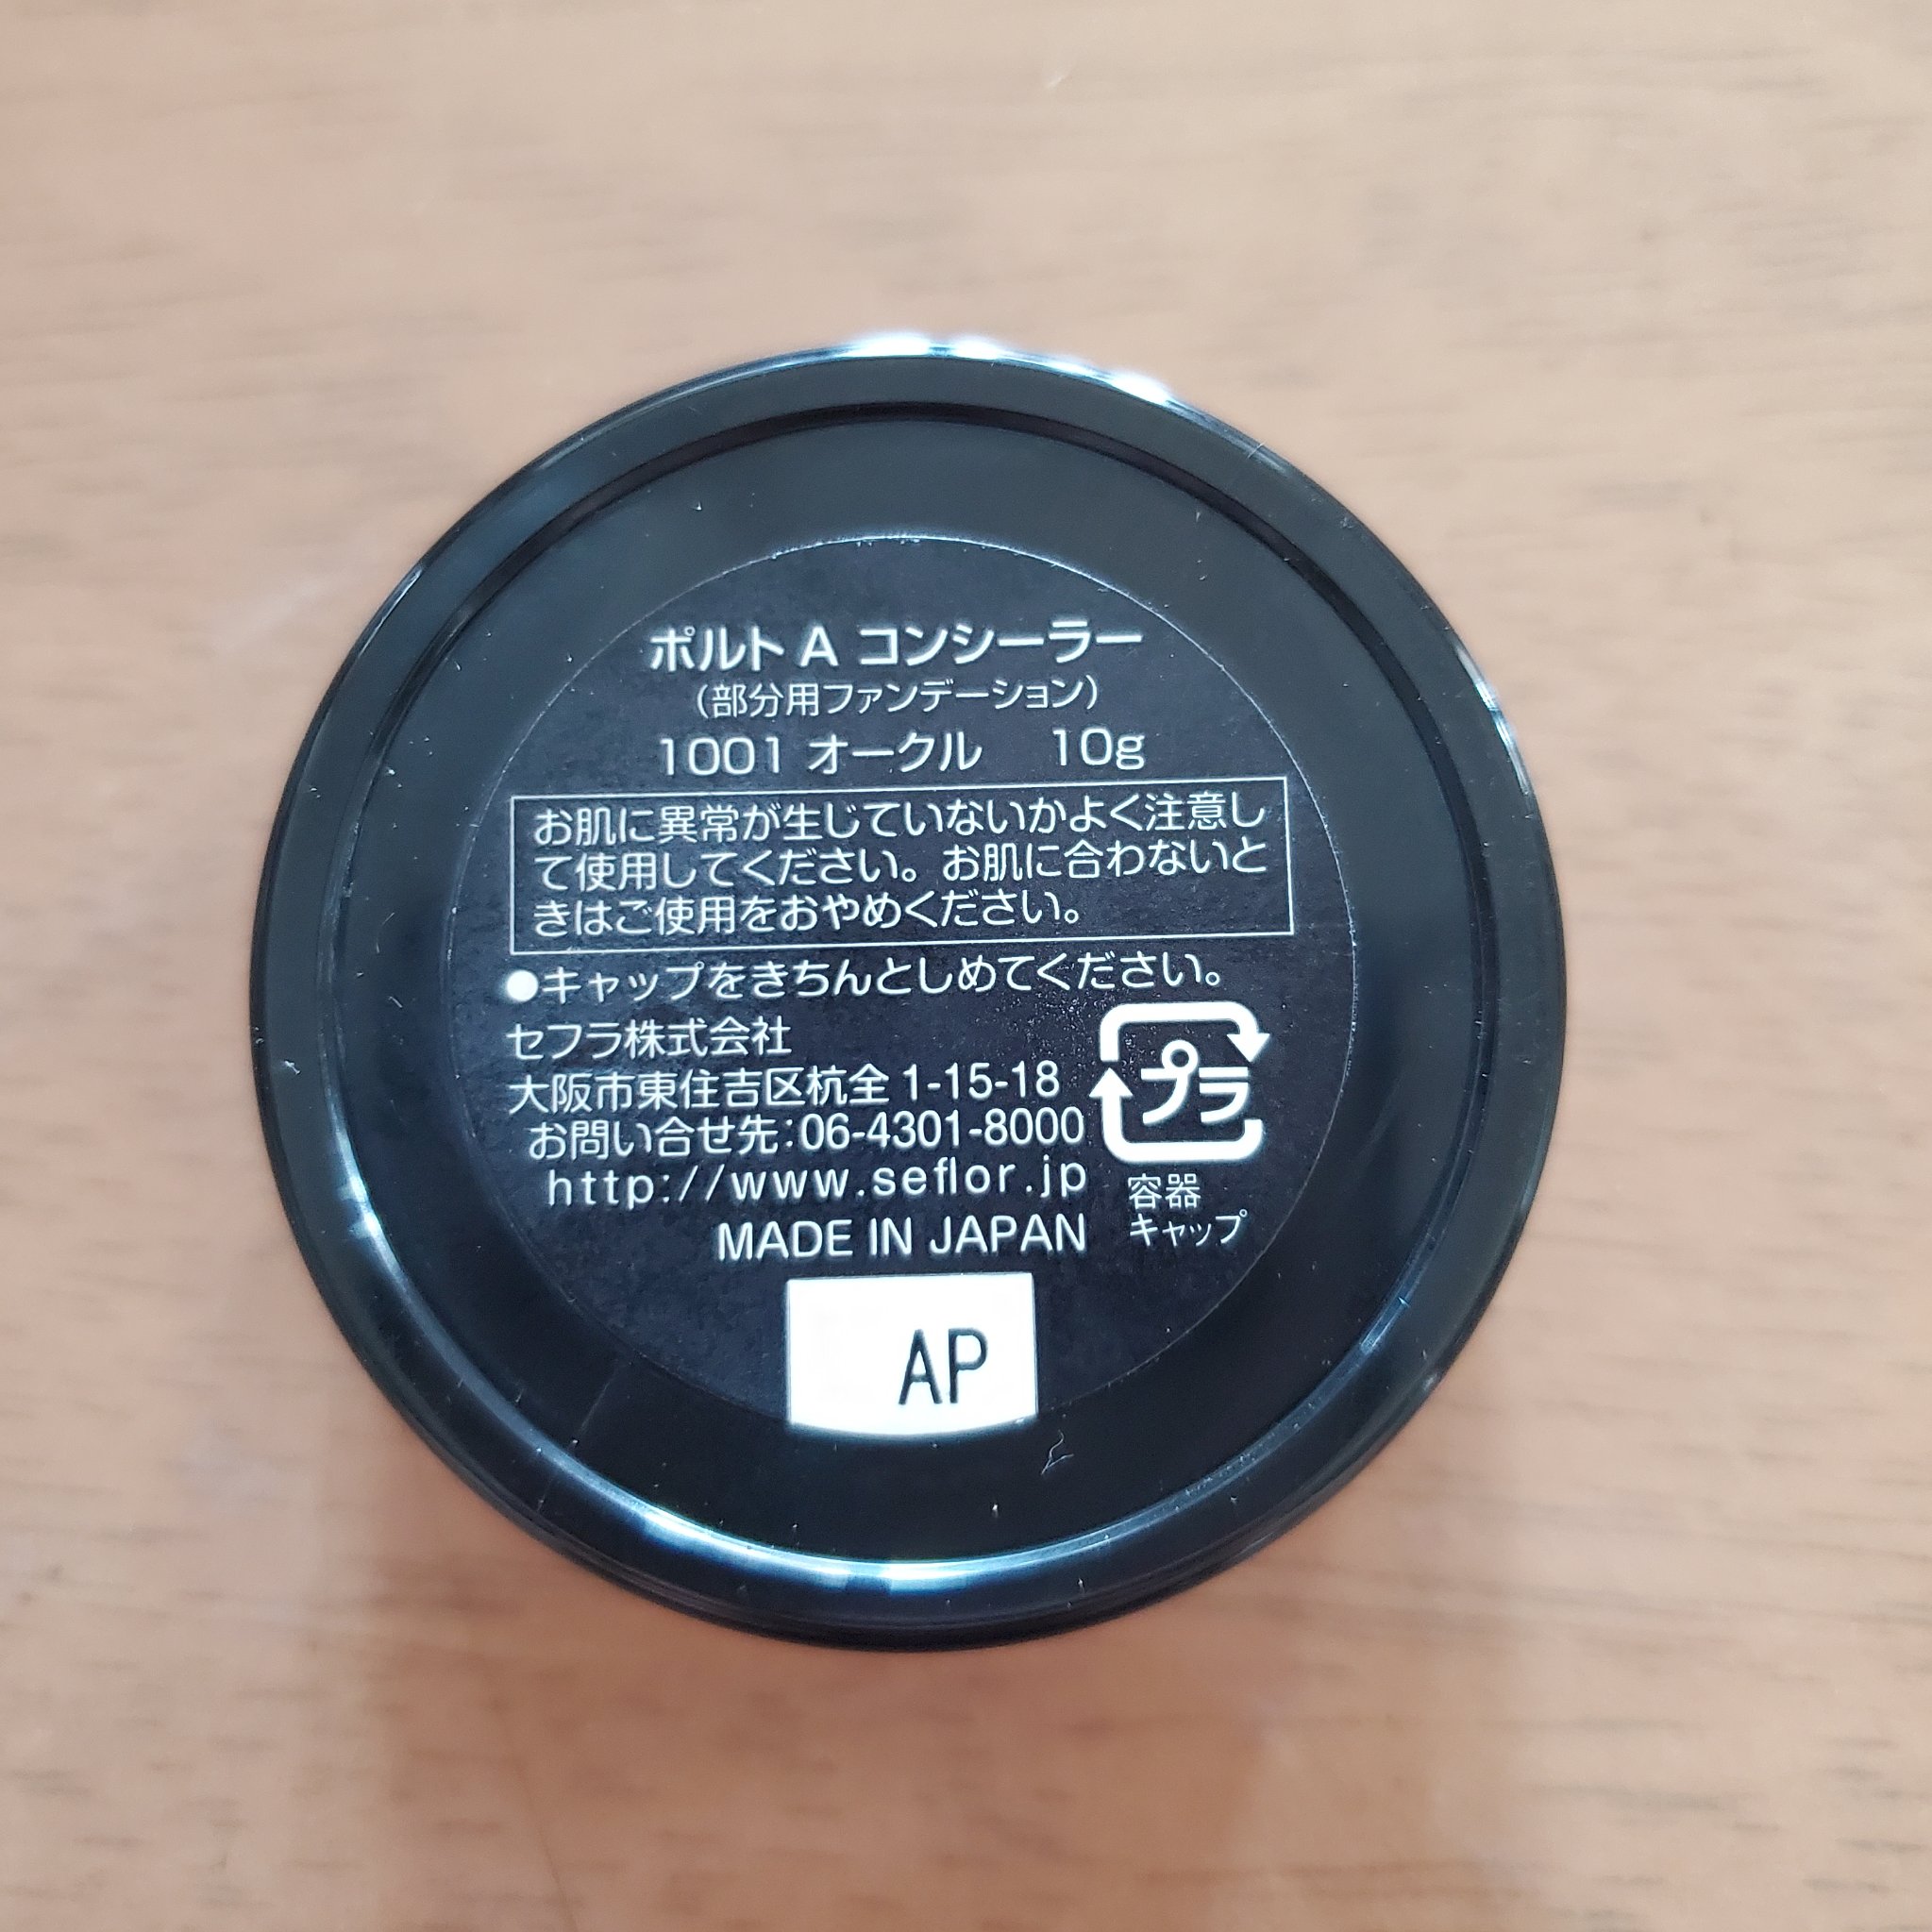 ポルト A コンシーラー
（部分用ファンデーション）
1001 オークル　10g
お肌に異常が生じていないかよく注意し
て使用してください。お肌に合わないと
きはご使用をおやめください。
●キャップをきちんとしめてください。
セフラ株式会社
大阪市東住吉区杭全 1-15-18
お問い合せ先：06-4301-8000
http://www.seflor.jp
MADE IN JAPAN
プラ
容器
キャップ
AP